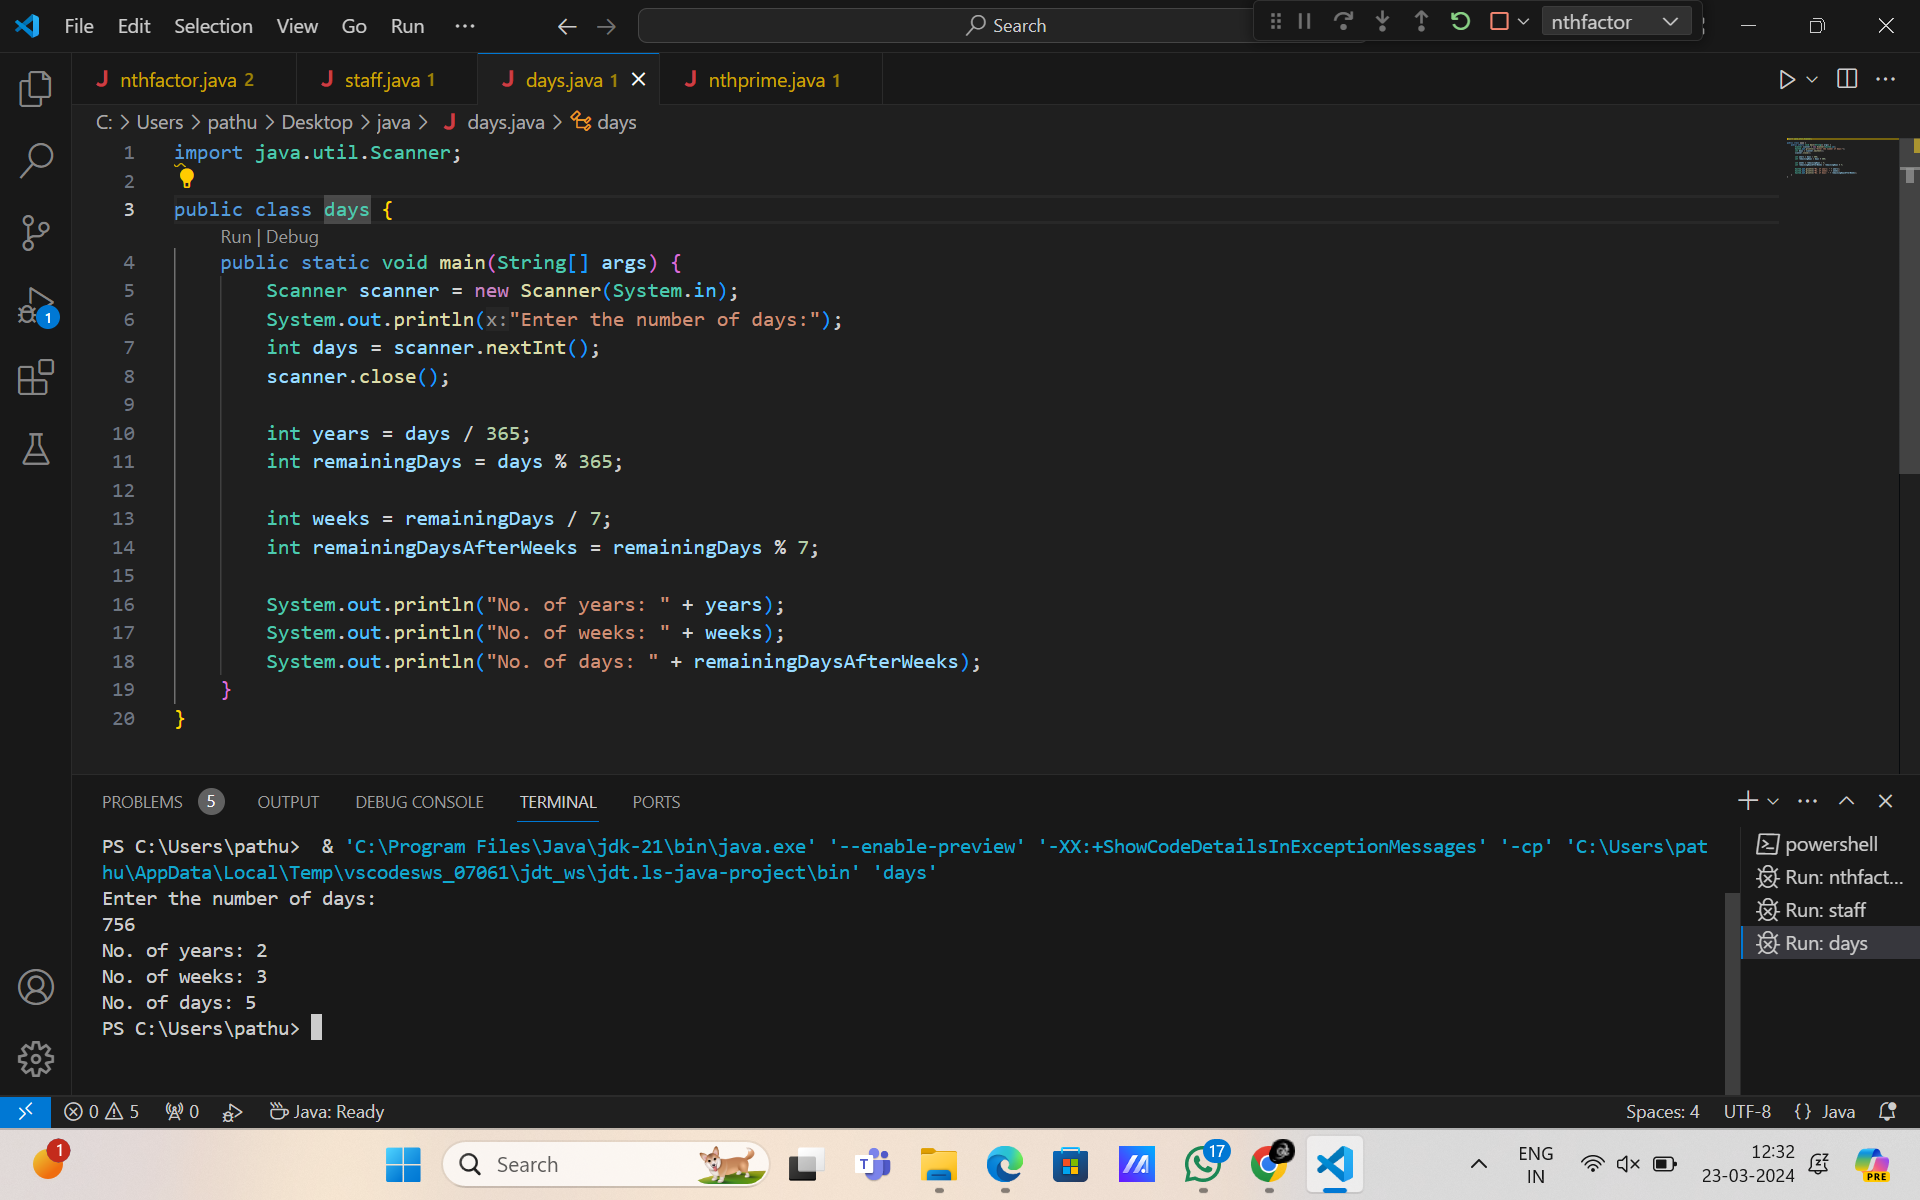 File Edit Selection View Go Run ··· Search nthfactor
nthfactor.java 2 staff.java 1 days.java 1 nthprime.java 1
C: > Users > pathu > Desktop > java > days.java > days
1 import java.util.Scanner;
2
3 public class days {
Run | Debug
4 public static void main(String[] args) {
5 Scanner scanner = new Scanner(System.in);
6 System.out.println(x:"Enter the number of days:");
7 int days = scanner.nextInt();
8 scanner.close();
9
10 int years = days / 365;
11 int remainingDays = days % 365;
12
13 int weeks = remainingDays / 7;
14 int remainingDaysAfterWeeks = remainingDays % 7;
15
16 System.out.println("No. of years: " + years);
17 System.out.println("No. of weeks: " + weeks);
18 System.out.println("No. of days: " + remainingDaysAfterWeeks);
19 }
20 }
PROBLEMS 5 OUTPUT DEBUG CONSOLE TERMINAL PORTS
PS C:\Users\pathu> & 'C:\Program Files\Java\jdk-21\bin\java.exe' '--enable-preview' '-XX:+ShowCodeDetailsInExceptionMessages' '-cp' 'C:\Users\pat
hu\AppData\Local\Temp\vscodesws_07061\jdt_ws\jdt.ls-java-project\bin' 'days'
Enter the number of days:
756
No. of years: 2
No. of weeks: 3
No. of days: 5
PS C:\Users\pathu>
powershell
Run: nthfact...
Run: staff
Run: days
1
0 5 0 Java: Ready Spaces: 4 UTF-8 {} Java
1 Search 17 ENG 12:32
IN 23-03-2024 PRE